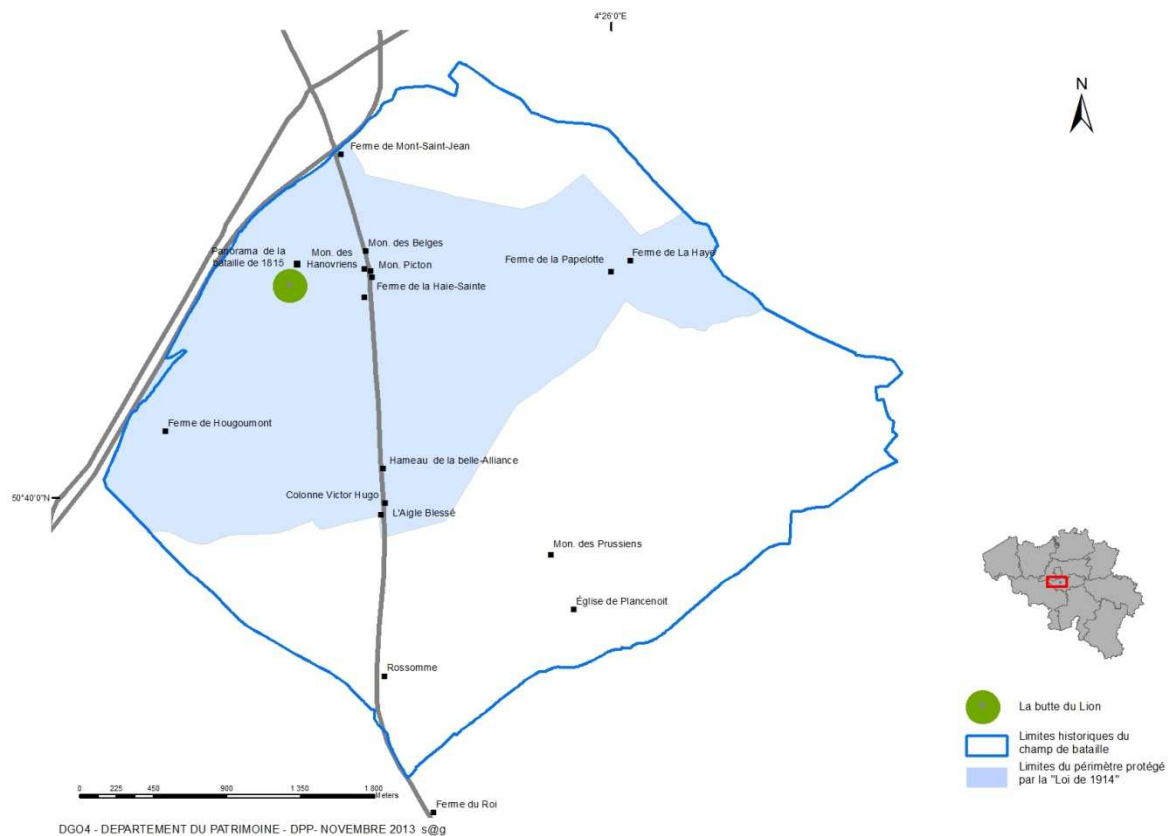 4°26'0"E
N
Ferme de Mont-Saint-Jean
Mon. des Belges
Panorama de la
bataille de 1815
Mon. des
Hanovriens
Mon. Picton
Ferme de la Haie-Sainte
Ferme de la Papelotte
Ferme de La Haye
Ferme de Hougoumont
Hameau de la belle-Alliance
50°40'0"N
Colonne Victor Hugo
L'Aigle Blessé
Mon. des Prussiens
Église de Plancenoit
Rossomme
La butte du Lion
Limites historiques du
champ de bataille
Limites du périmètre protégé
par la "Loi de 1914"
0 225 450 900 1 350 1 800
Meters
Ferme du Roi
DGO4 - DEPARTEMENT DU PATRIMOINE - DPP- NOVEMBRE 2013 s@g